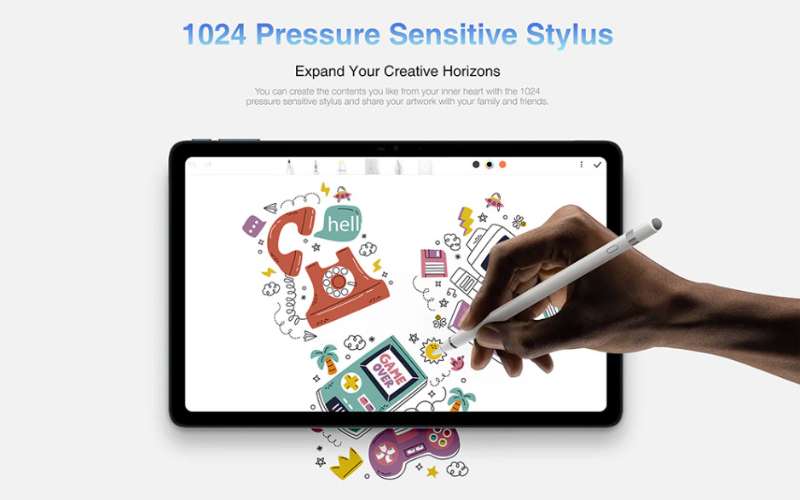 1024 Pressure Sensitive Stylus
Expand Your Creative Horizons
You can create the contents you like from your inner heart with the 1024
pressure sensitive stylus and share your artwork with your family and friends.
hell
GAME
OVER